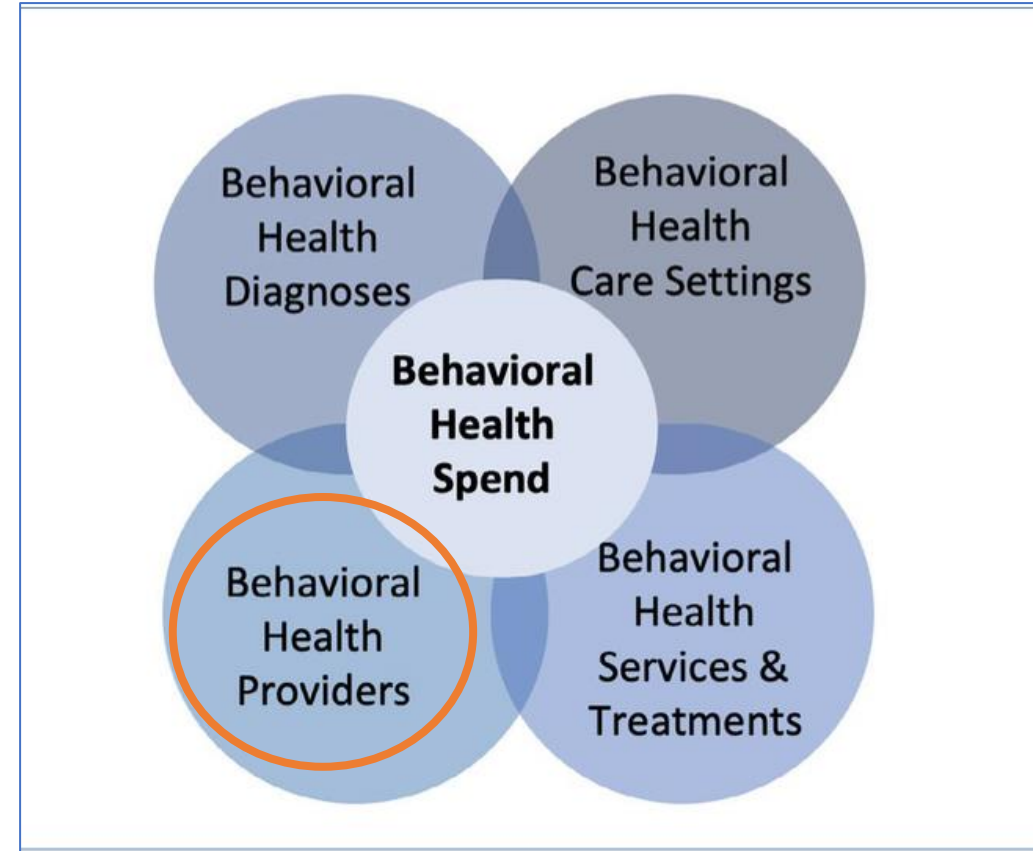 Behavioral
Health
Diagnoses
Behavioral
Health
Care Settings
Behavioral
Health
Spend
Behavioral
Health
Providers
Behavioral
Health
Services &
Treatments